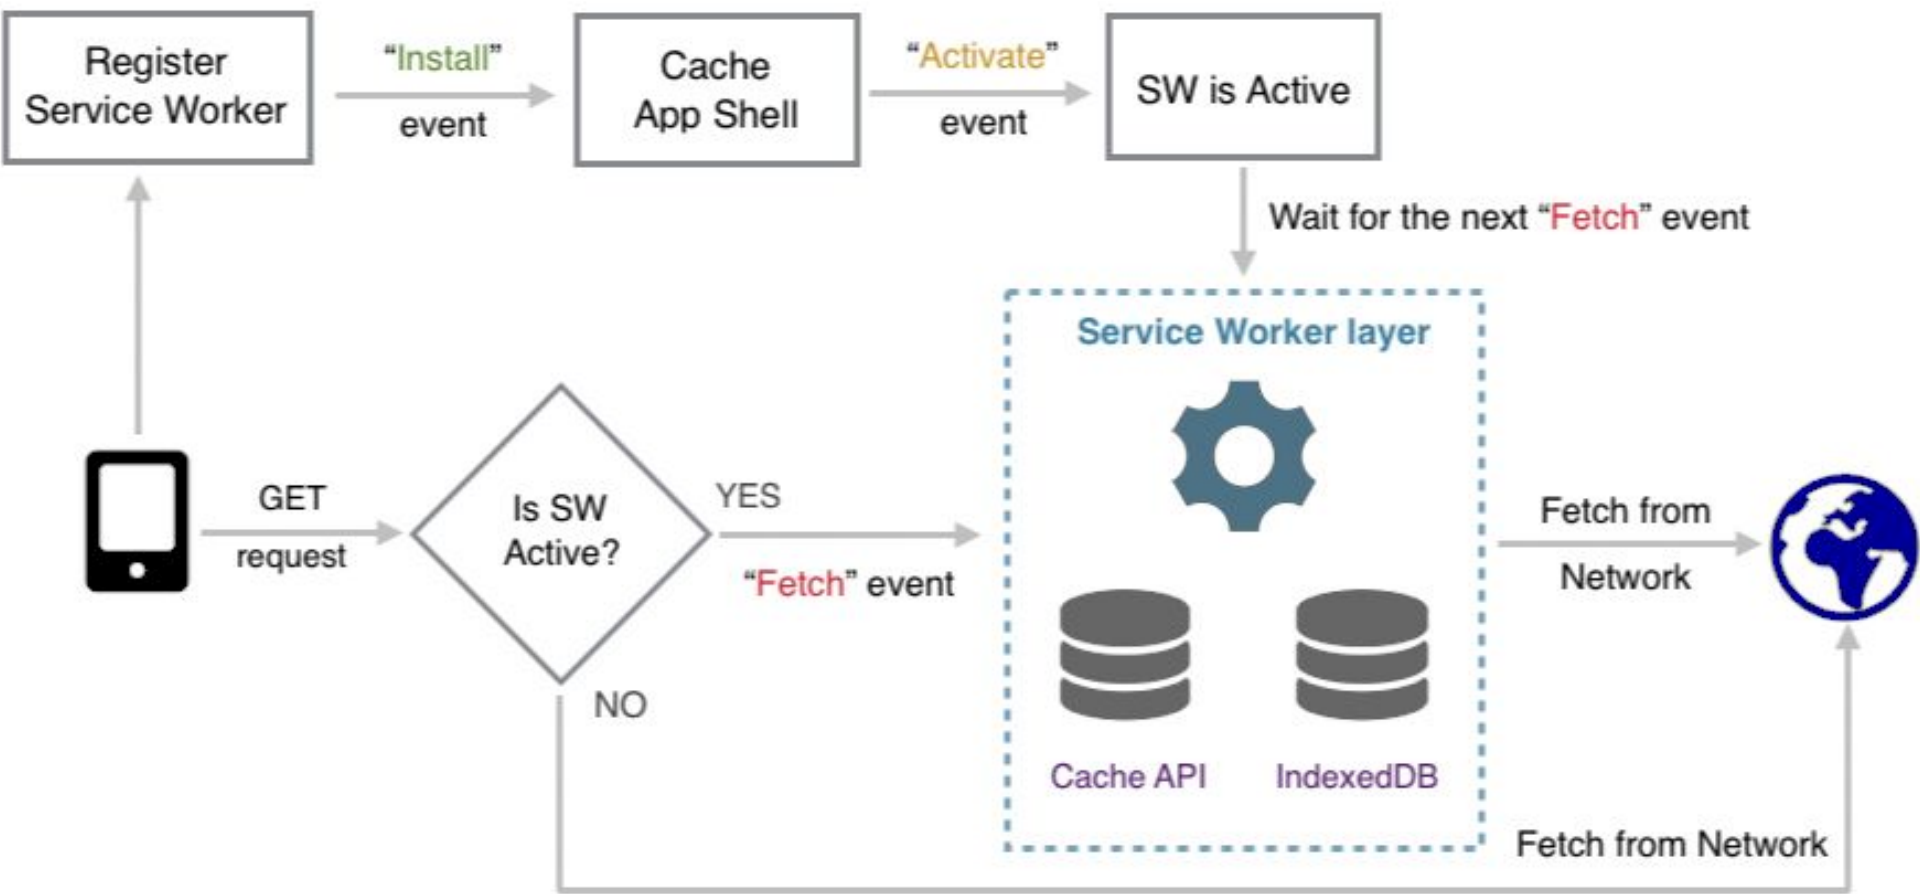 Register
Service Worker
“Install”
event
Cache
App Shell
“Activate”
event
SW is Active
Wait for the next “Fetch” event
Service Worker layer
GET
request
Is SW
Active?
YES
“Fetch” event
NO
Cache API
IndexedDB
Fetch from
Network
Fetch from Network